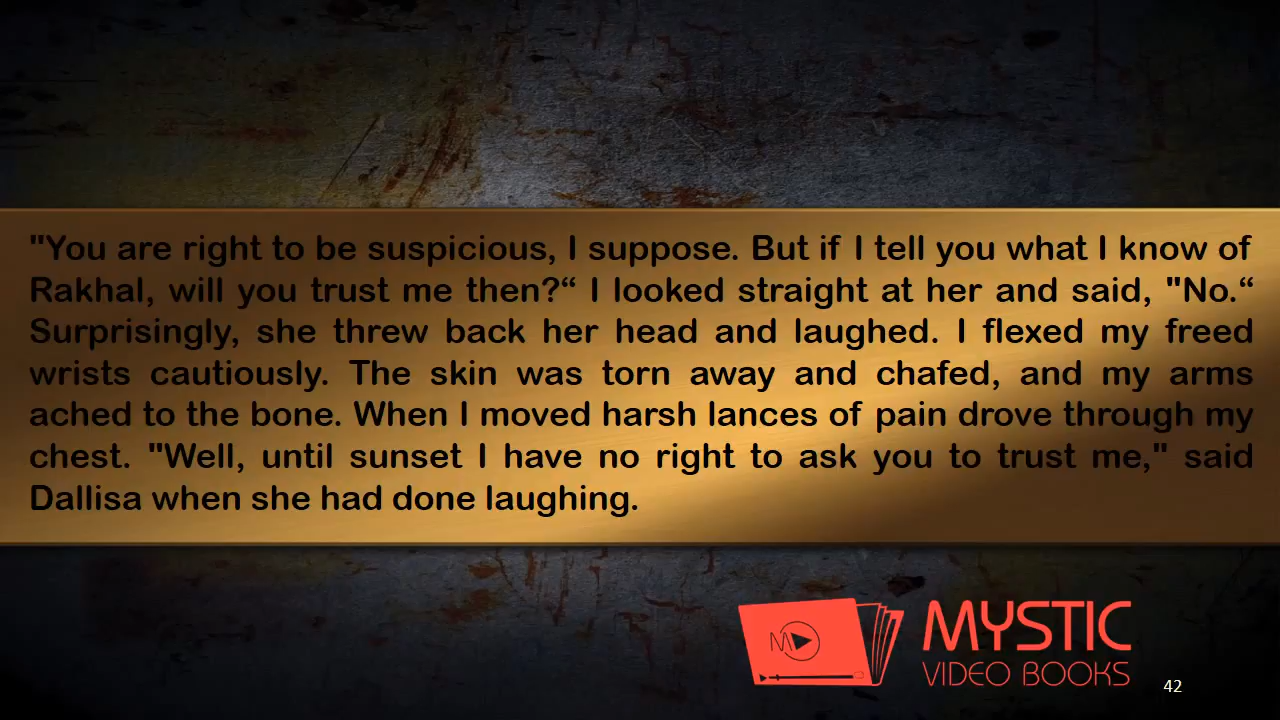 "You are right to be suspicious, I suppose. But if I tell you what I know of
Rakhal, will you trust me then?“ I looked straight at her and said, "No.“
Surprisingly, she threw back her head and laughed. I flexed my freed
wrists cautiously. The skin was torn away and chafed, and my arms
ached to the bone. When I moved harsh lances of pain drove through my
chest. "Well, until sunset I have no right to ask you to trust me," said
Dallisa when she had done laughing.
M
MYSTIC
VIDEO BOOKS
42